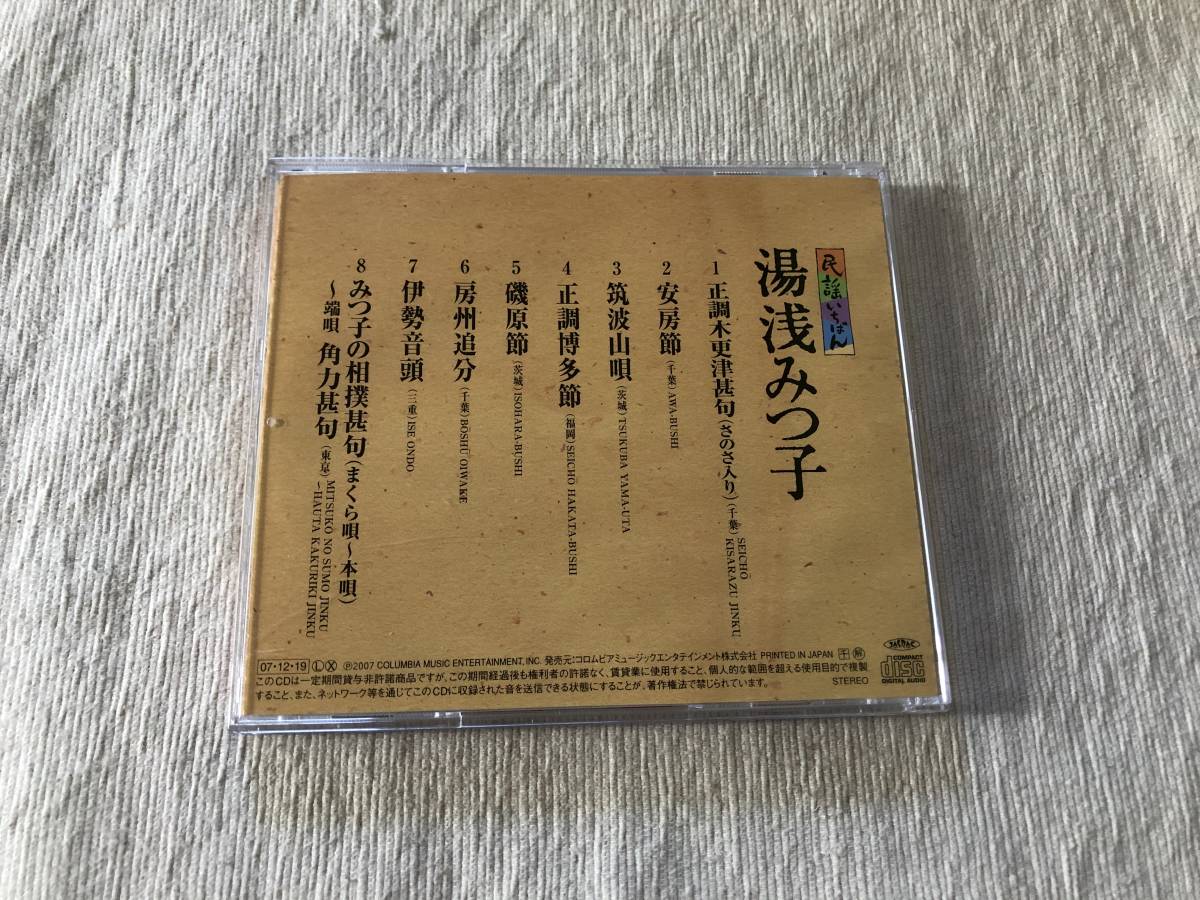 民謡いちばん
湯浅みつ子
1 正調木更津甚句(さのさ入り)(千葉) SEICHŌ
KISARAZU JINKU
2 安房節(千葉)AWA-BUSHI
3 筑波山唄(茨城)TSUKUBA YAMA-UTA
4 正調博多節(福岡)SEICHŌ HAKATA-BUSHI
5 磯原節(茨城)ISOHARA-BUSHI
6 房州追分(千葉)BŌSHŪ OIWAKE
7 伊勢音頭(三重)ISE ONDO
8 みつ子の相撲甚句(まくら唄〜本唄)
〜端唄 角力甚句(東京) MITSUKO NO SUMO JINKU
〜HAUTA KAKURIKI JINKU
07・12・19 Ⓛ Ⓧ ℗2007 COLUMBIA MUSIC ENTERTAINMENT, INC. 発売元:コロムビアミュージックエンタテインメント株式会社 PRINTED IN JAPAN
このCDは一定期間貸与非許諾商品ですが、この期間経過後も権利者の許諾なく、賃貸業に使用すること、個人的な範囲を超える使用目的で複製
すること、また、ネットワーク等を通じてこのCDに収録された音を送信できる状態にすることが、著作権法で禁じられています。
STEREO
JASRAC
COMPACT
disc
DIGITAL AUDIO